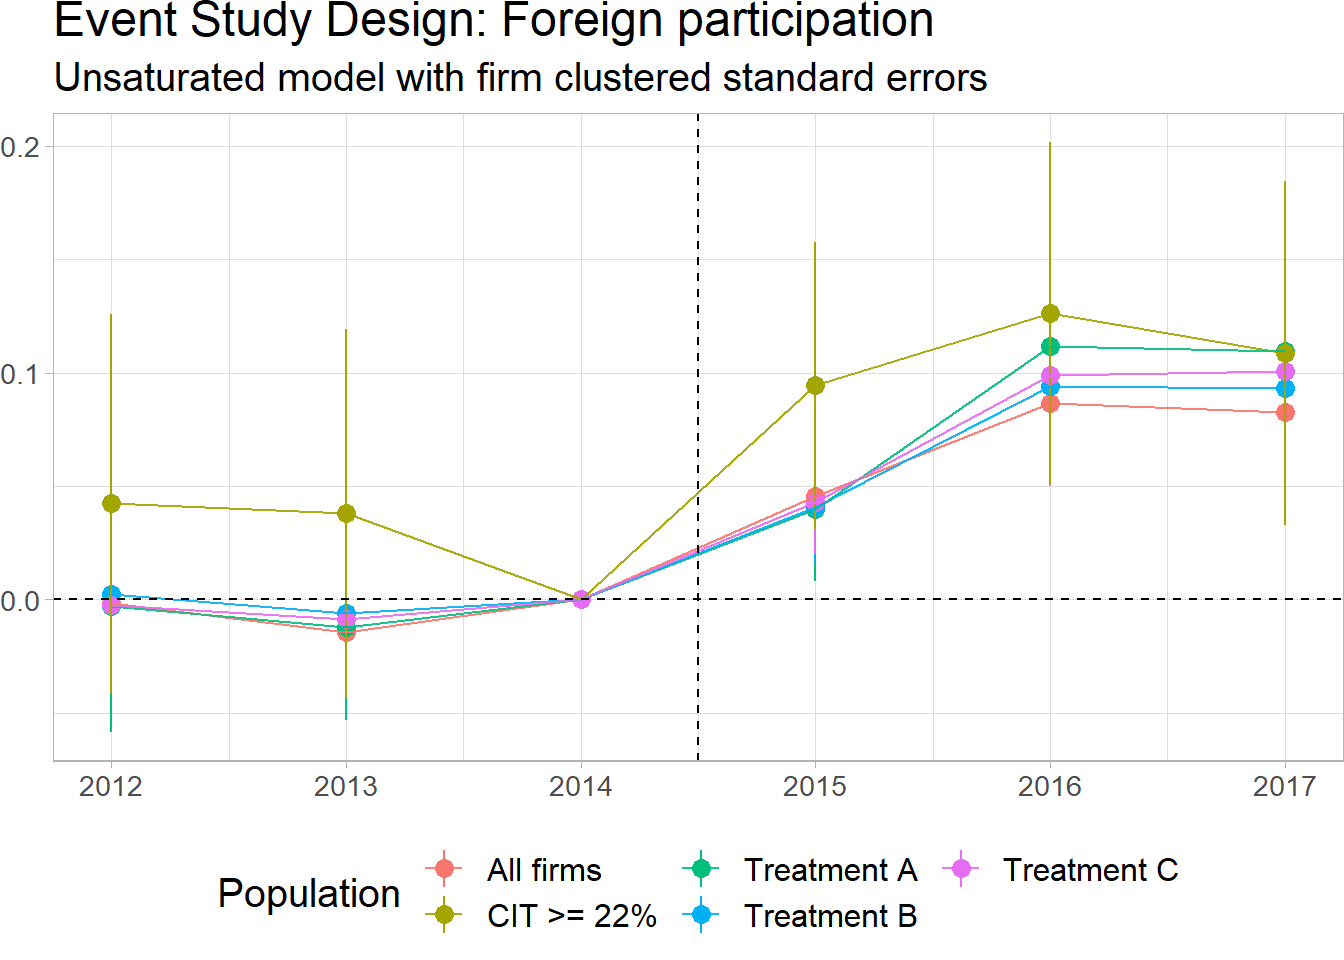 Event Study Design: Foreign participation
Unsaturated model with firm clustered standard errors
0.2
0.1
0.0
2012 2013 2014 2015 2016 2017
Population
All firms Treatment A Treatment C
CIT >= 22% Treatment B